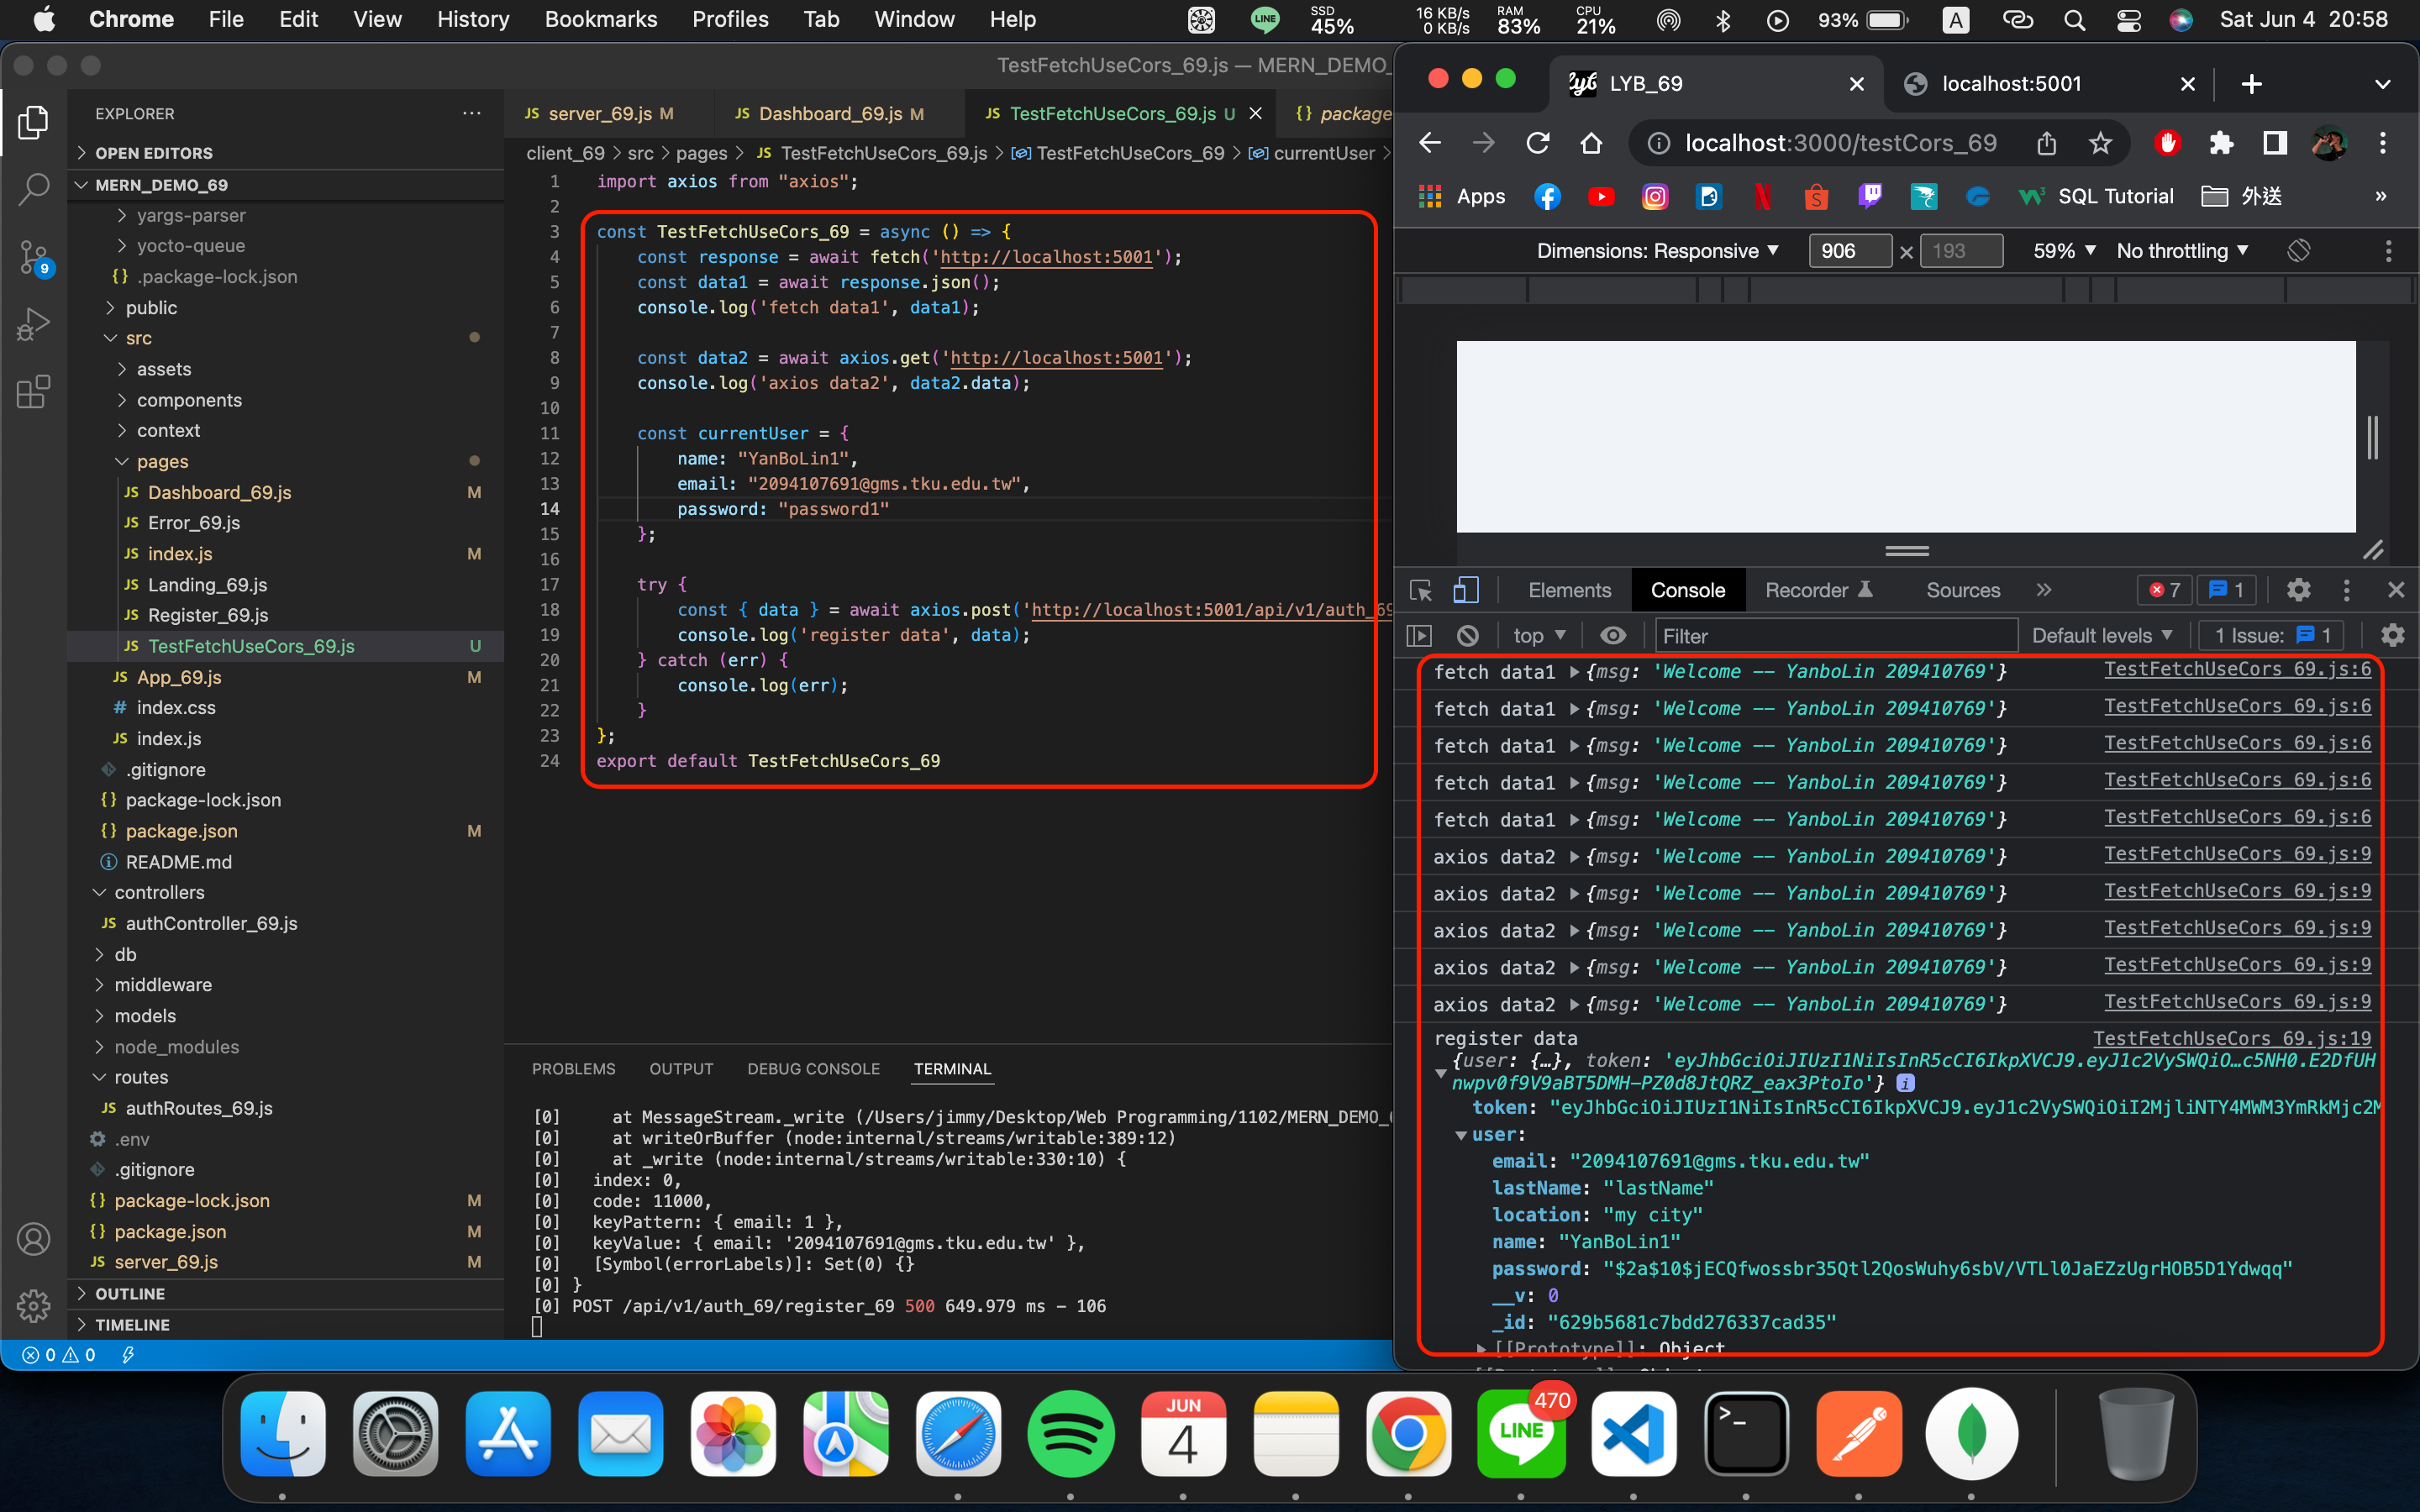 Chrome File Edit View History Bookmarks Profiles Tab Window Help LINE SSD 45% 16 KB/s 0 KB/s RAM 83% CPU 21% 93% A Sat Jun 4 20:58
TestFetchUseCors_69.js — MERN_DEMO_
EXPLORER
OPEN EDITORS
MERN_DEMO_69
yargs-parser
yocto-queue
{} .package-lock.json
public
src
assets
components
context
pages
JS Dashboard_69.js M
JS Error_69.js
JS index.js M
JS Landing_69.js
JS Register_69.js
JS TestFetchUseCors_69.js U
JS App_69.js M
# index.css
JS index.js
.gitignore
{} package-lock.json
{} package.json M
README.md
controllers
JS authController_69.js
db
middleware
models
node_modules
routes
JS authRoutes_69.js
.env
.gitignore
{} package-lock.json M
{} package.json M
JS server_69.js M
OUTLINE
TIMELINE
9
0 0
JS server_69.js M JS Dashboard_69.js M JS TestFetchUseCors_69.js U {} package
client_69 > src > pages > JS TestFetchUseCors_69.js > TestFetchUseCors_69 > currentUser >
1 import axios from "axios";
2
3 const TestFetchUseCors_69 = async () => {
4 const response = await fetch('http://localhost:5001');
5 const data1 = await response.json();
6 console.log('fetch data1', data1);
7
8 const data2 = await axios.get('http://localhost:5001');
9 console.log('axios data2', data2.data);
10
11 const currentUser = {
12 name: "YanBoLin1",
13 email: "2094107691@gms.tku.edu.tw",
14 password: "password1"
15 };
16
17 try {
18 const { data } = await axios.post('http://localhost:5001/api/v1/auth_69
19 console.log('register data', data);
20 } catch (err) {
21 console.log(err);
22 }
23 };
24 export default TestFetchUseCors_69
PROBLEMS OUTPUT DEBUG CONSOLE TERMINAL
[0] at MessageStream._write (/Users/jimmy/Desktop/Web Programming/1102/MERN_DEMO_
[0] at writeOrBuffer (node:internal/streams/writable:389:12)
[0] at _write (node:internal/streams/writable:330:10) {
[0] index: 0,
[0] code: 11000,
[0] keyPattern: { email: 1 },
[0] keyValue: { email: '2094107691@gms.tku.edu.tw' },
[0] [Symbol(errorLabels)]: Set(0) {}
[0] }
[0] POST /api/v1/auth_69/register_69 500 649.979 ms - 106
lyb LYB_69 localhost:5001
localhost:3000/testCors_69
Apps SQL Tutorial 外送 »
Dimensions: Responsive 906 × 193 59% No throttling
Elements Console Recorder Sources » 7 1
top Filter Default levels 1 Issue: 1
fetch data1 {msg: 'Welcome -- YanboLin 209410769'} TestFetchUseCors_69.js:6
fetch data1 {msg: 'Welcome -- YanboLin 209410769'} TestFetchUseCors_69.js:6
fetch data1 {msg: 'Welcome -- YanboLin 209410769'} TestFetchUseCors_69.js:6
fetch data1 {msg: 'Welcome -- YanboLin 209410769'} TestFetchUseCors_69.js:6
fetch data1 {msg: 'Welcome -- YanboLin 209410769'} TestFetchUseCors_69.js:6
axios data2 {msg: 'Welcome -- YanboLin 209410769'} TestFetchUseCors_69.js:9
axios data2 {msg: 'Welcome -- YanboLin 209410769'} TestFetchUseCors_69.js:9
axios data2 {msg: 'Welcome -- YanboLin 209410769'} TestFetchUseCors_69.js:9
axios data2 {msg: 'Welcome -- YanboLin 209410769'} TestFetchUseCors_69.js:9
axios data2 {msg: 'Welcome -- YanboLin 209410769'} TestFetchUseCors_69.js:9
register data TestFetchUseCors_69.js:19
{user: {…}, token: 'eyJhbGciOiJIUzI1NiIsInR5cCI6IkpXVCJ9.eyJ1c2VySWQiO…c5NH0.E2DfUH
nwpv0f9V9aBT5DMH-PZ0d8JtQRZ_eax3PtoIo'}
token: "eyJhbGciOiJIUzI1NiIsInR5cCI6IkpXVCJ9.eyJ1c2VySWQiOiI2MjliNTY4MWM3YmRkMjc2M
user:
email: "2094107691@gms.tku.edu.tw"
lastName: "lastName"
location: "my city"
name: "YanBoLin1"
password: "$2a$10$jECQfwossbr35Qtl2QosWuhy6sbV/VTLl0JaEZzUgrHOB5D1Ydwqq"
__v: 0
_id: "629b5681c7bdd276337cad35"
[[Prototype]]: Object
JUN
4
LINE
470